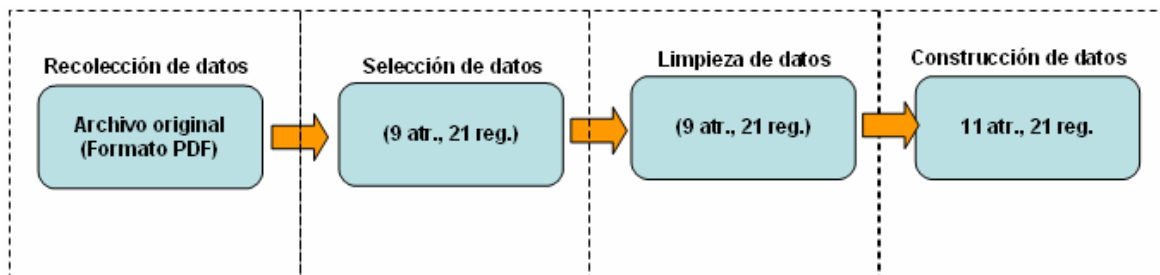 Recolección de datos
Archivo original
(Formato PDF)
Selección de datos
(9 atr., 21 reg.)
Limpieza de datos
(9 atr., 21 reg.)
Construcción de datos
11 atr., 21 reg.